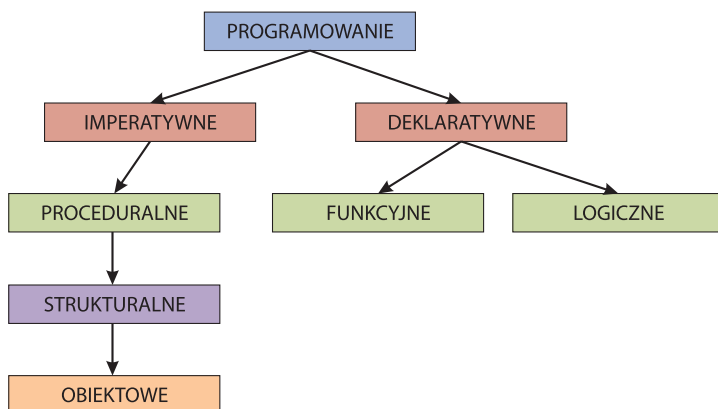 PROGRAMOWANIE
IMPERATYWNE
DEKLARATYWNE
PROCEDURALNE
FUNKCYJNE
LOGICZNE
STRUKTURALNE
OBIEKTOWE